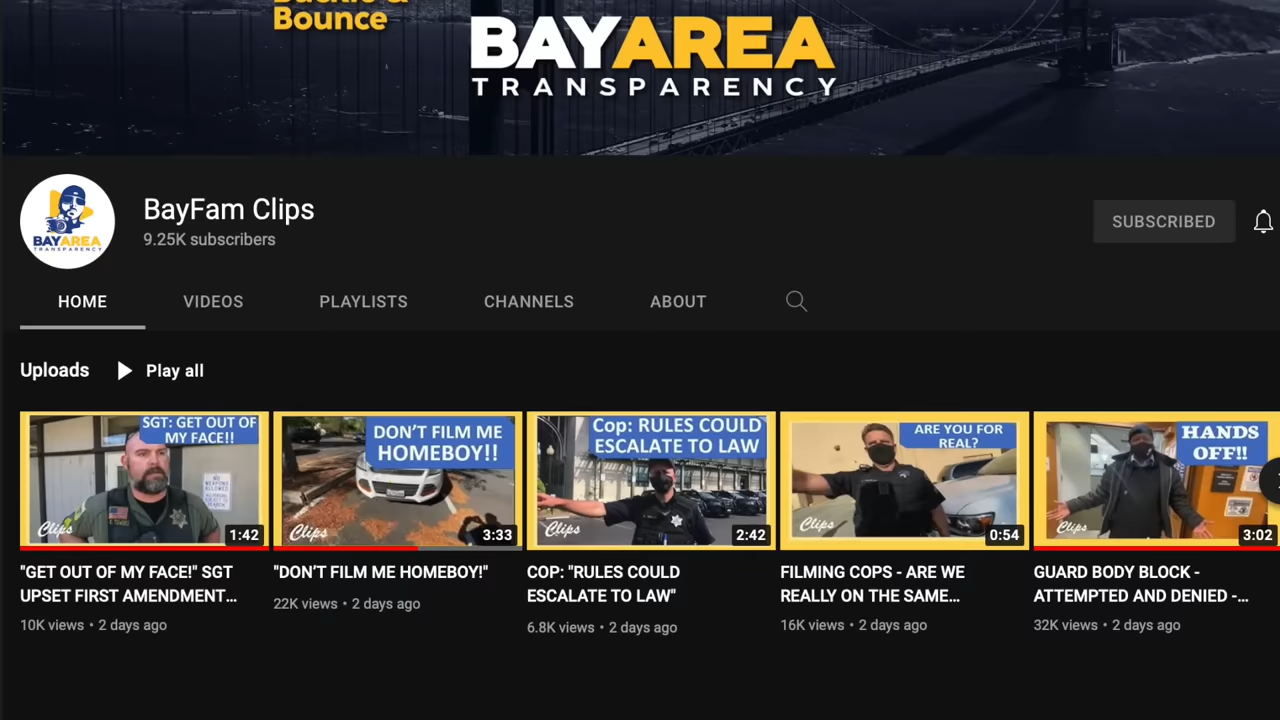 Bounce
BAYAREA
TRANSPARENCY
BayFam Clips
9.25K subscribers
SUBSCRIBED
BAYAREA
TRANSPARENCY
HOME
VIDEOS
PLAYLISTS
CHANNELS
ABOUT
Uploads
Play all
SGT: GET OUT OF
MY FACE!!
Clips
1:42
DON'T FILM ME
HOMEBOY!!
Clips
3:33
Cop: RULES COULD
ESCALATE TO LAW
Clips
2:42
ARE YOU FOR
REAL?
Clips
0:54
HANDS
OFF!!
Clips
3:02
"GET OUT OF MY FACE!" SGT
UPSET FIRST AMENDMENT...
10K views • 2 days ago
"DON'T FILM ME HOMEBOY!"
22K views • 2 days ago
COP: "RULES COULD
ESCALATE TO LAW"
6.8K views • 2 days ago
FILMING COPS - ARE WE
REALLY ON THE SAME...
16K views • 2 days ago
GUARD BODY BLOCK -
ATTEMPTED AND DENIED -...
32K views • 2 days ago